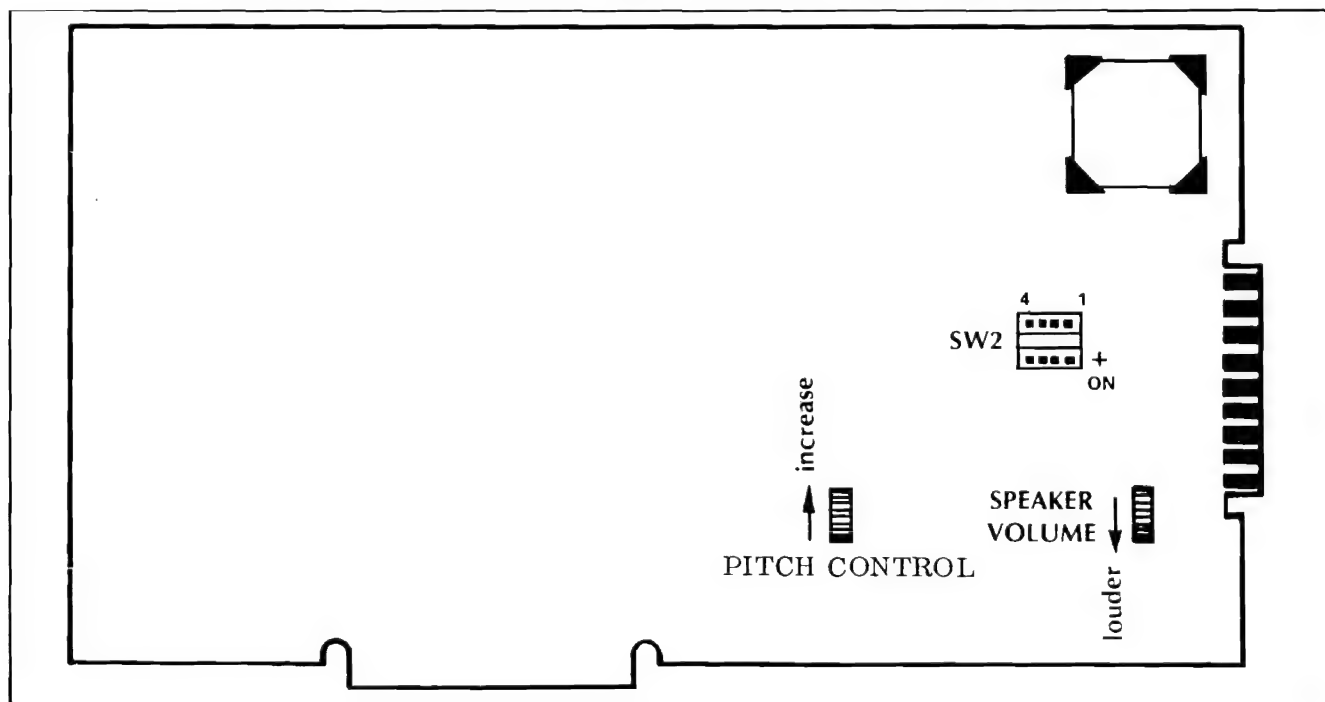 4 1
SW2
+
ON
increase
SPEAKER
VOLUME
PITCH CONTROL
louder